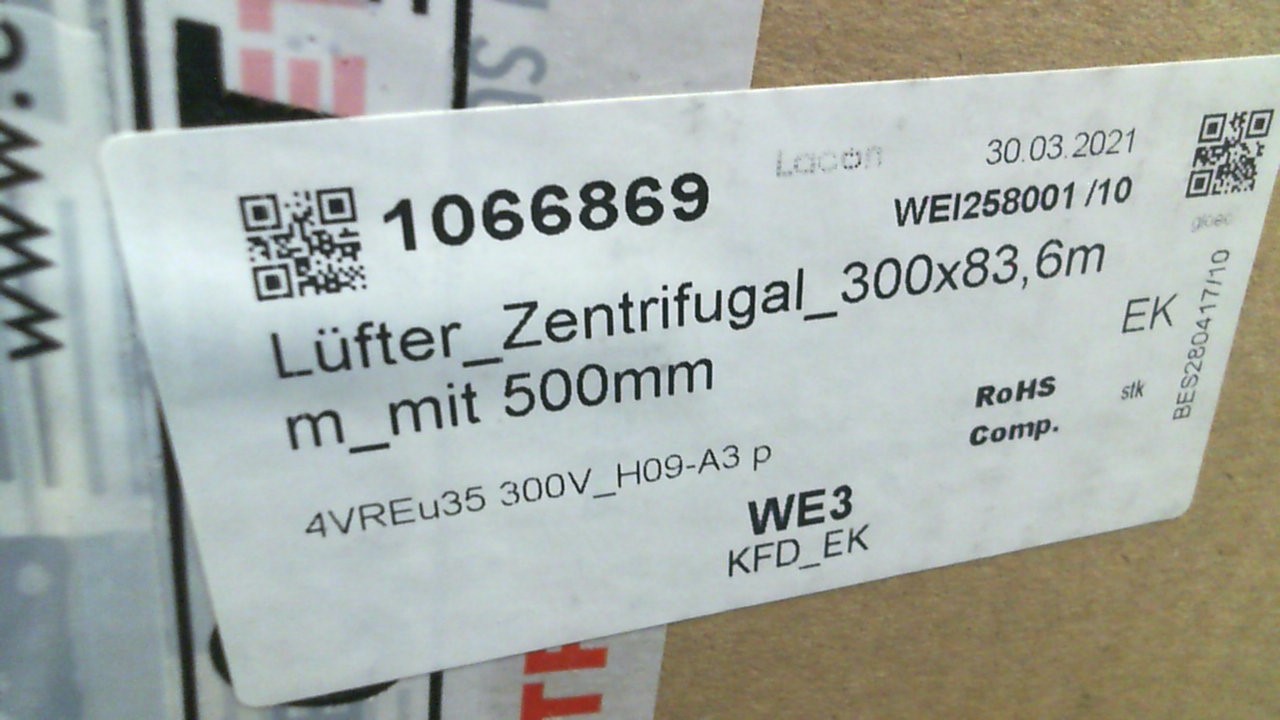 www.
Lacon
30.03.2021
1066869
WEI258001 /10
Lüfter_Zentrifugal_300x83,6m
m_mit 500mm
EK
BES280417/10
RoHS
Comp.
stk
4VREu35 300V_H09-A3 p
WE3
KFD_EK